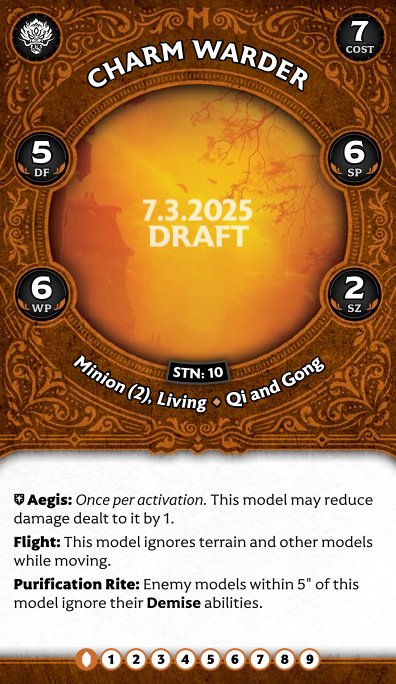 M
7
COST
CHARM WARDER
5
DF
6
SP
7.3.2025
DRAFT
6
WP
2
SZ
STN: 10
Minion (2), Living ◆ Qi and Gong
Aegis: Once per activation. This model may reduce
damage dealt to it by 1.
Flight: This model ignores terrain and other models
while moving.
Purification Rite: Enemy models within 5" of this
model ignore their Demise abilities.
1 2 3 4 5 6 7 8 9